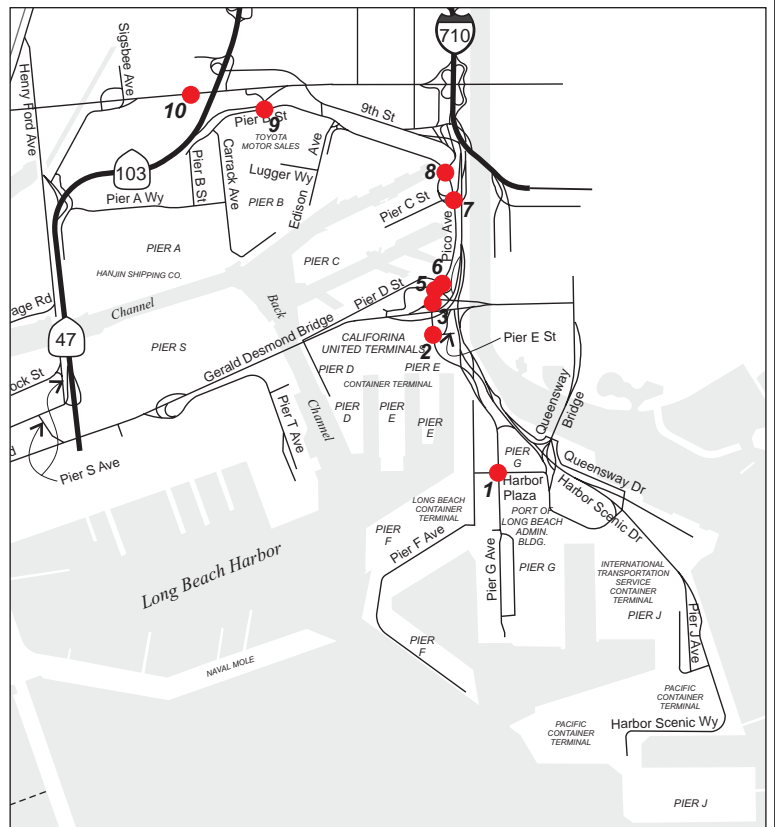 Sigsbee Ave
710
Henry Ford Ave
10
9th St
Pier B St
9
TOYOTA
MOTOR SALES
Ave
103
Pier B St
Carrack Ave
Lugger Wy
8
Pier A Wy
PIER B
Edison
Pier C St
7
Pico Ave
PIER A
PIER C
HANJIN SHIPPING CO.
6
Pier D St
5
age Rd
Channel
Back
3
47
CALIFORINA
UNITED TERMINALS
2
Pier E St
PIER S
Gerald Desmond Bridge
PIER D
PIER E
ock St
CONTAINER TERMINAL
Channel
PIER
D
PIER
E
PIER
E
Pier T Ave
Queensway
Bridge
d
Pier S Ave
PIER
G
Queensway Dr
1
Harbor
Plaza
Harbor Scenic Dr
LONG BEACH
CONTAINER
TERMINAL
PORT OF
LONG BEACH
ADMIN.
BLDG.
PIER
F
Pier F Ave
Long Beach Harbor
Pier G Ave
PIER G
INTERNATIONAL
TRANSPORTATION
SERVICE
CONTAINER
TERMINAL
PIER J
Pier J Ave
PIER
F
NAVAL MOLE
PACIFIC
CONTAINER
TERMINAL
PACIFIC
CONTAINER
TERMINAL
Harbor Scenic Wy
PIER J